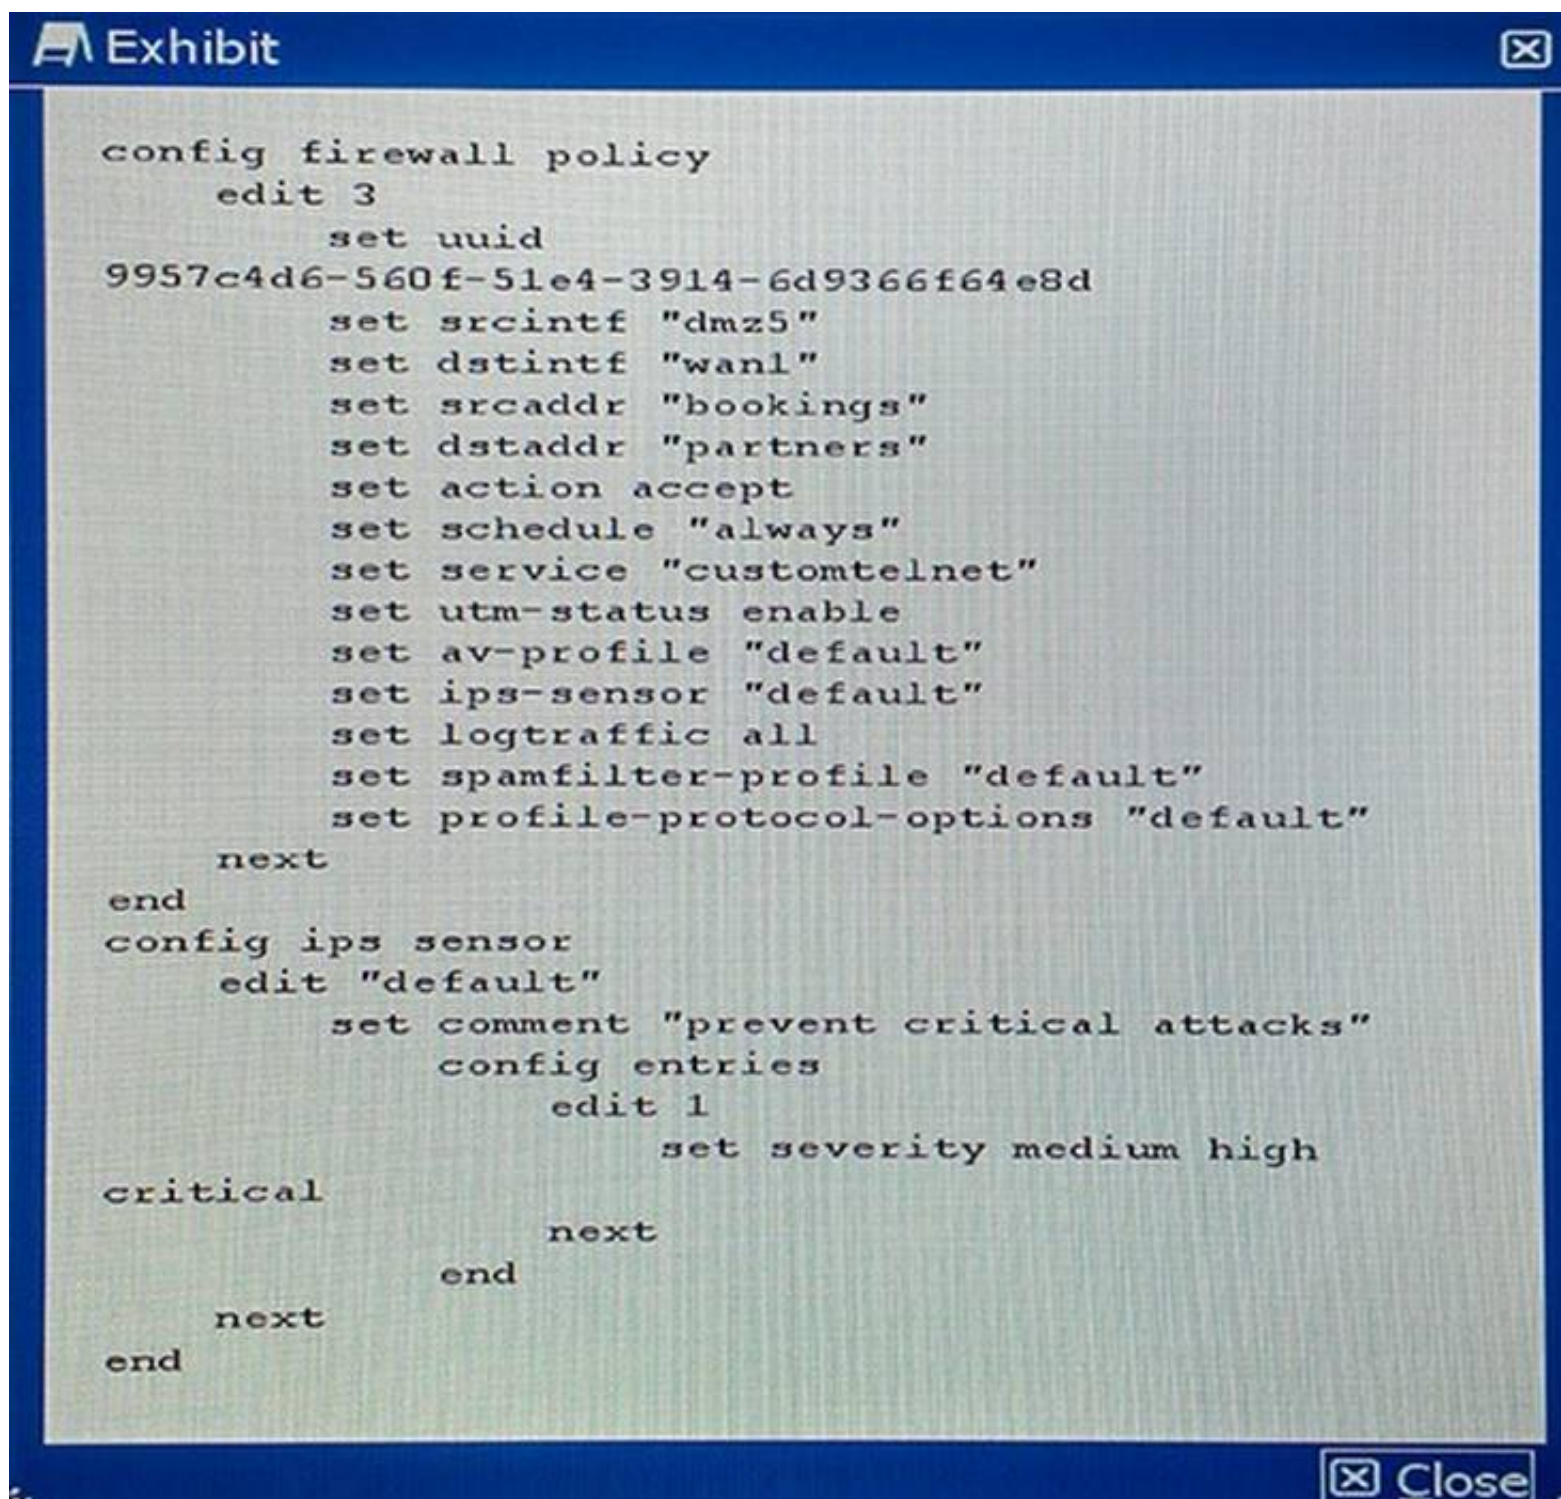 Exhibit
config firewall policy
edit 3
set uuid
9957c4d6-560f-51e4-3914-6d9366f64e8d
set srcintf "dmz5"
set dstintf "wan1"
set srcaddr "bookings"
set dstaddr "partners"
set action accept
set schedule "always"
set service "customtelnet"
set utm-status enable
set av-profile "default"
set ips-sensor "default"
set logtraffic all
set spamfilter-profile "default"
set profile-protocol-options "default"
next
end
config ips sensor
edit "default"
set comment "prevent critical attacks"
config entries
edit 1
set severity medium high
critical
next
end
next
end
Close